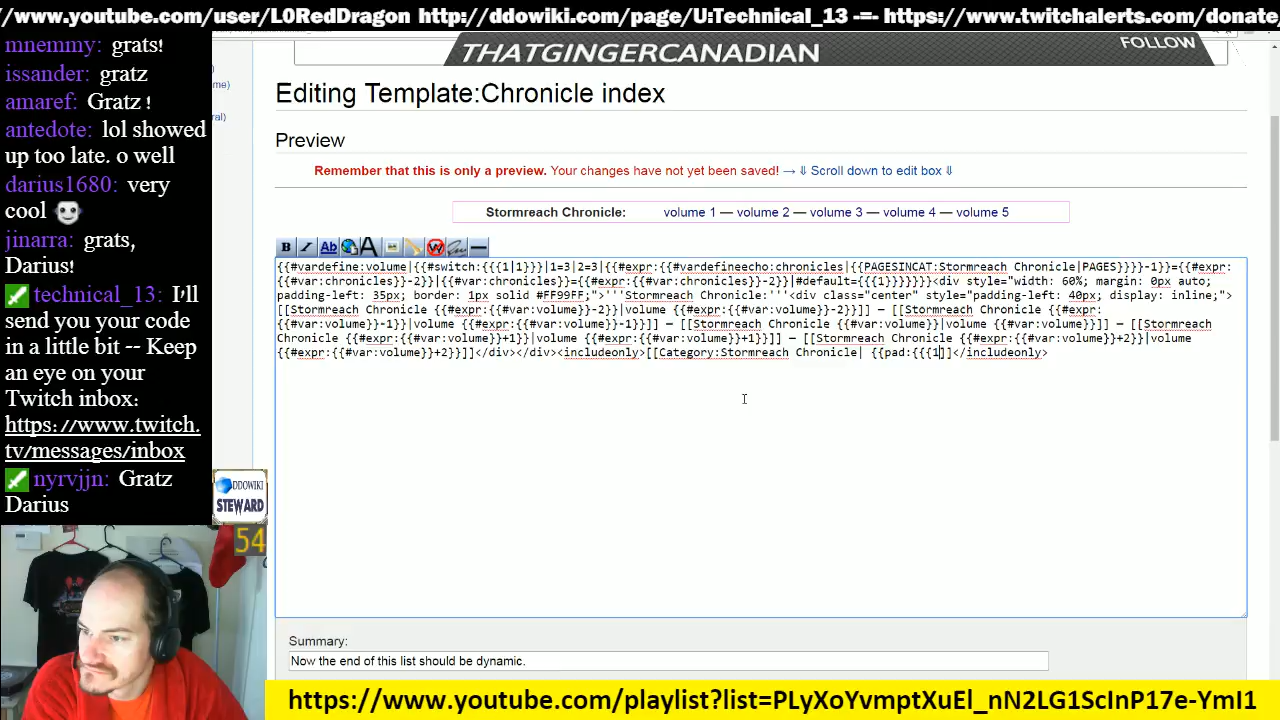 /www.youtube.com/user/L0RedDragon http://ddowiki.com/page/U:Technical_13 -=- https://www.twitchalerts.com/donate/
THATGINGERCANADIAN
FOLLOW
mnemmy: grats!
issander: gratz
amaref: Gratz !
antedote: lol showed
up too late. o well
darius1680: very
cool
jinarra: grats,
Darius!
technical_13: I'll
send you your code
in a little bit -- Keep
an eye on your
Twitch inbox:
https://www.twitch.
tv/messages/inbox
nyrvjjn: Gratz
Darius
DDOWIKI
STEWARD
54
Editing Template:Chronicle index
Preview
Remember that this is only a preview. Your changes have not yet been saved! → ⇓ Scroll down to edit box ⇓
Stormreach Chronicle: volume 1 — volume 2 — volume 3 — volume 4 — volume 5
B I Ab A W
{{#vardefine:volume|{{#switch:{{{1|1}}}|1=3|2=3|{{#expr:{{#vardefineecho:chronicles|{{PAGESINCAT:Stormreach Chronicle|PAGES}}}}-1}}={{#expr:
{{#var:chronicles}}-2}}|{{#var:chronicles}}={{#expr:{{#var:chronicles}}-2}}|#default={{{1}}}}}}}<div style="width: 60%; margin: 0px auto;
padding-left: 35px; border: 1px solid #FF99FF;">'''Stormreach Chronicle:'''<div class="center" style="padding-left: 40px; display: inline;">
[[Stormreach Chronicle {{#expr:{{#var:volume}}-2}}|volume {{#expr:{{#var:volume}}-2}}]] — [[Stormreach Chronicle {{#expr:
{{#var:volume}}-1}}|volume {{#expr:{{#var:volume}}-1}}]] — [[Stormreach Chronicle {{#var:volume}}|volume {{#var:volume}}]] — [[Stormreach
Chronicle {{#expr:{{#var:volume}}+1}}|volume {{#expr:{{#var:volume}}+1}}]] — [[Stormreach Chronicle {{#expr:{{#var:volume}}+2}}|volume
{{#expr:{{#var:volume}}+2}}]]</div></div><includeonly>[[Category:Stormreach Chronicle| {{pad:{{{1]]</includeonly>
Summary:
Now the end of this list should be dynamic.
https://www.youtube.com/playlist?list=PLyXoYvmptXuEl_nN2LG1ScInP17e-YmI1